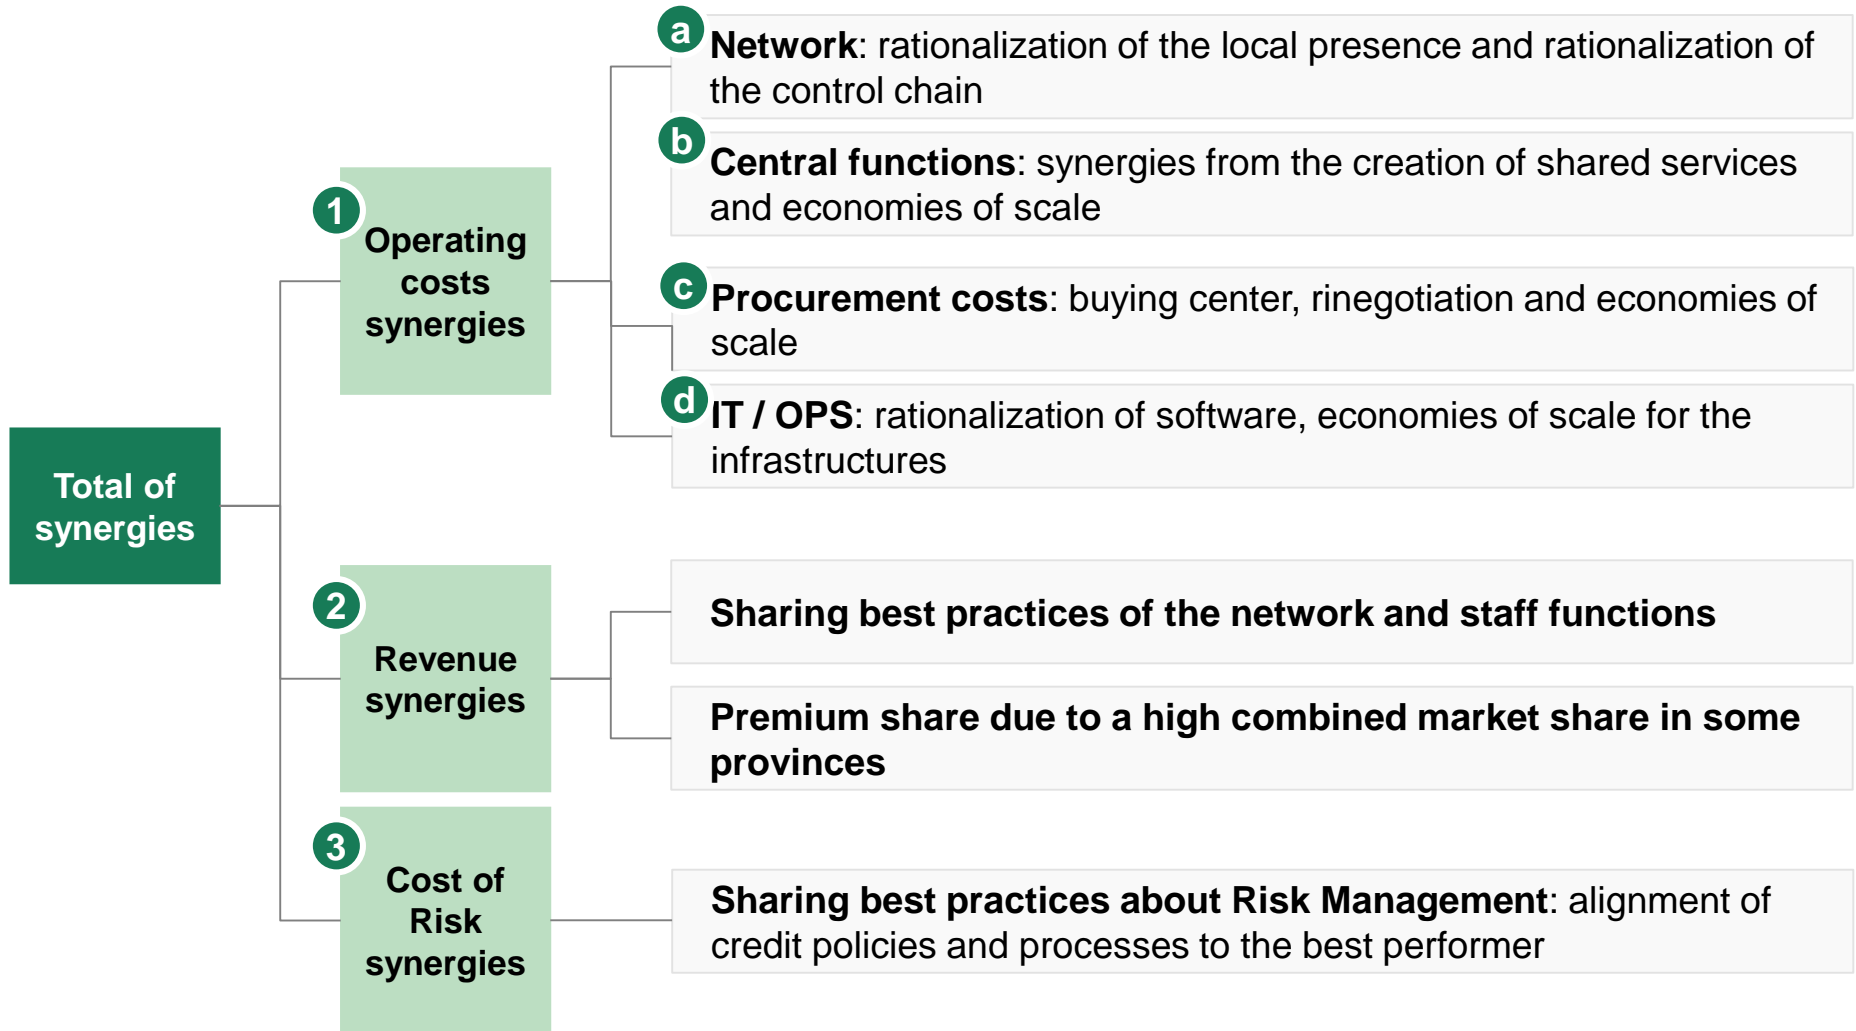 Total of
synergies
1
Operating
costs
synergies
a
Network: rationalization of the local presence and rationalization of
the control chain
b
Central functions: synergies from the creation of shared services
and economies of scale
c
Procurement costs: buying center, rinegotiation and economies of
scale
d
IT / OPS: rationalization of software, economies of scale for the
infrastructures
2
Revenue
synergies
Sharing best practices of the network and staff functions
Premium share due to a high combined market share in some
provinces
3
Cost of
Risk
synergies
Sharing best practices about Risk Management: alignment of
credit policies and processes to the best performer